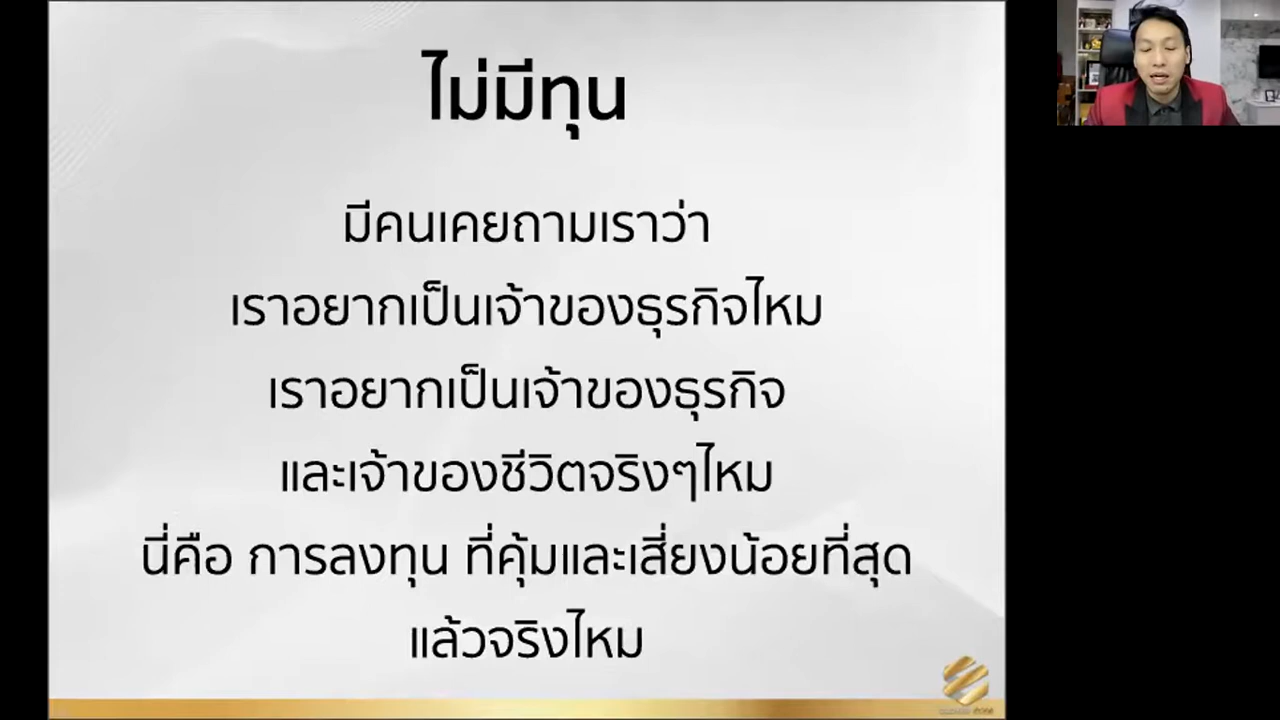 ไม่มีทุน
มีคนเคยถามเราว่า
เราอยากเป็นเจ้าของธุรกิจไหม
เราอยากเป็นเจ้าของธุรกิจ
และเจ้าของชีวิตจริงๆไหม
นี่คือ การลงทุน ที่คุ้มและเสี่ยงน้อยที่สุด
แล้วจริงไหม